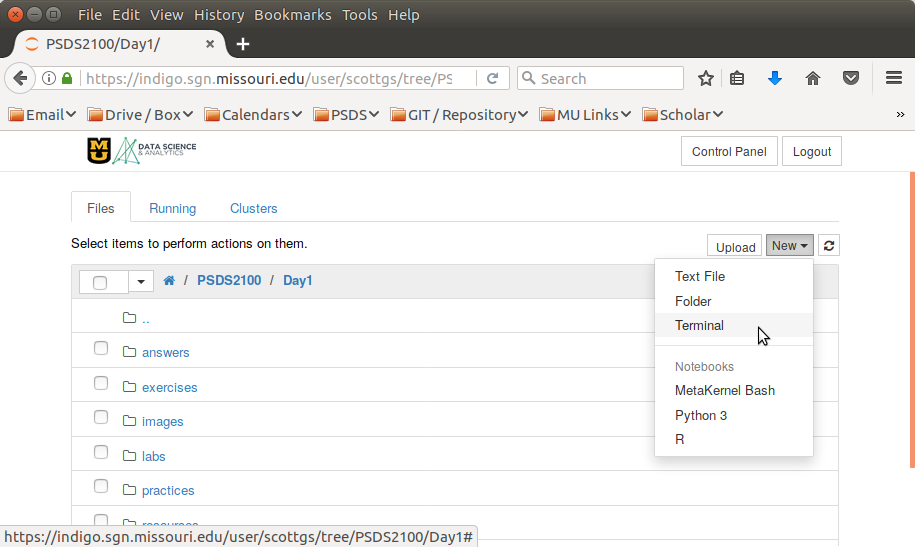 File Edit View History Bookmarks Tools Help
PSDS2100/Day1/
https://indigo.sgn.missouri.edu/user/scottgs/tree/PS
Search
Email Drive / Box Calendars PSDS GIT / Repository MU Links Scholar »
MU DATA SCIENCE
& ANALYTICS
Control Panel Logout
Files Running Clusters
Select items to perform actions on them.
Upload New
/ PSDS2100 / Day1
Text File
Folder
Terminal
Notebooks
MetaKernel Bash
Python 3
R
..
answers
exercises
images
labs
practices
resources
https://indigo.sgn.missouri.edu/user/scottgs/tree/PSDS2100/Day1#